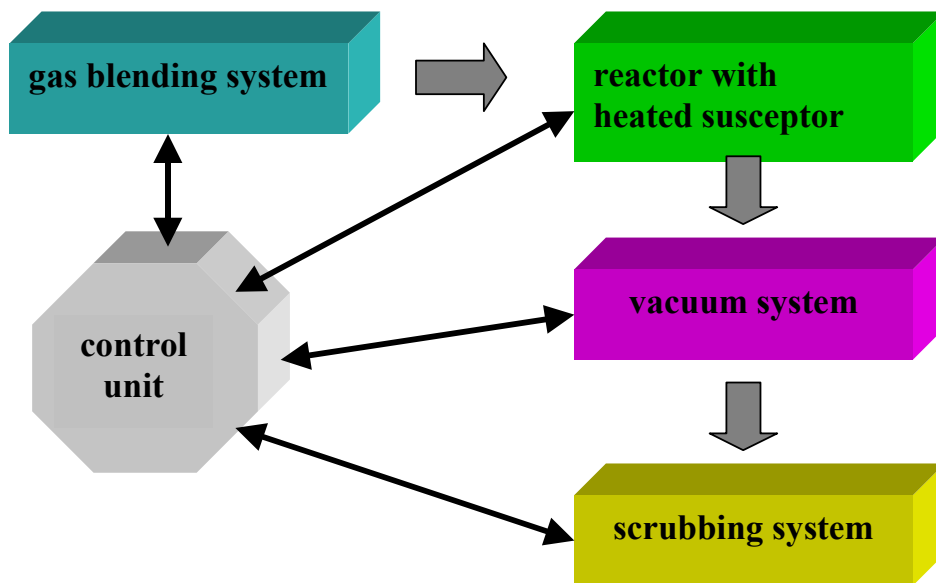 gas blending system
reactor with
heated susceptor
vacuum system
control
unit
scrubbing system